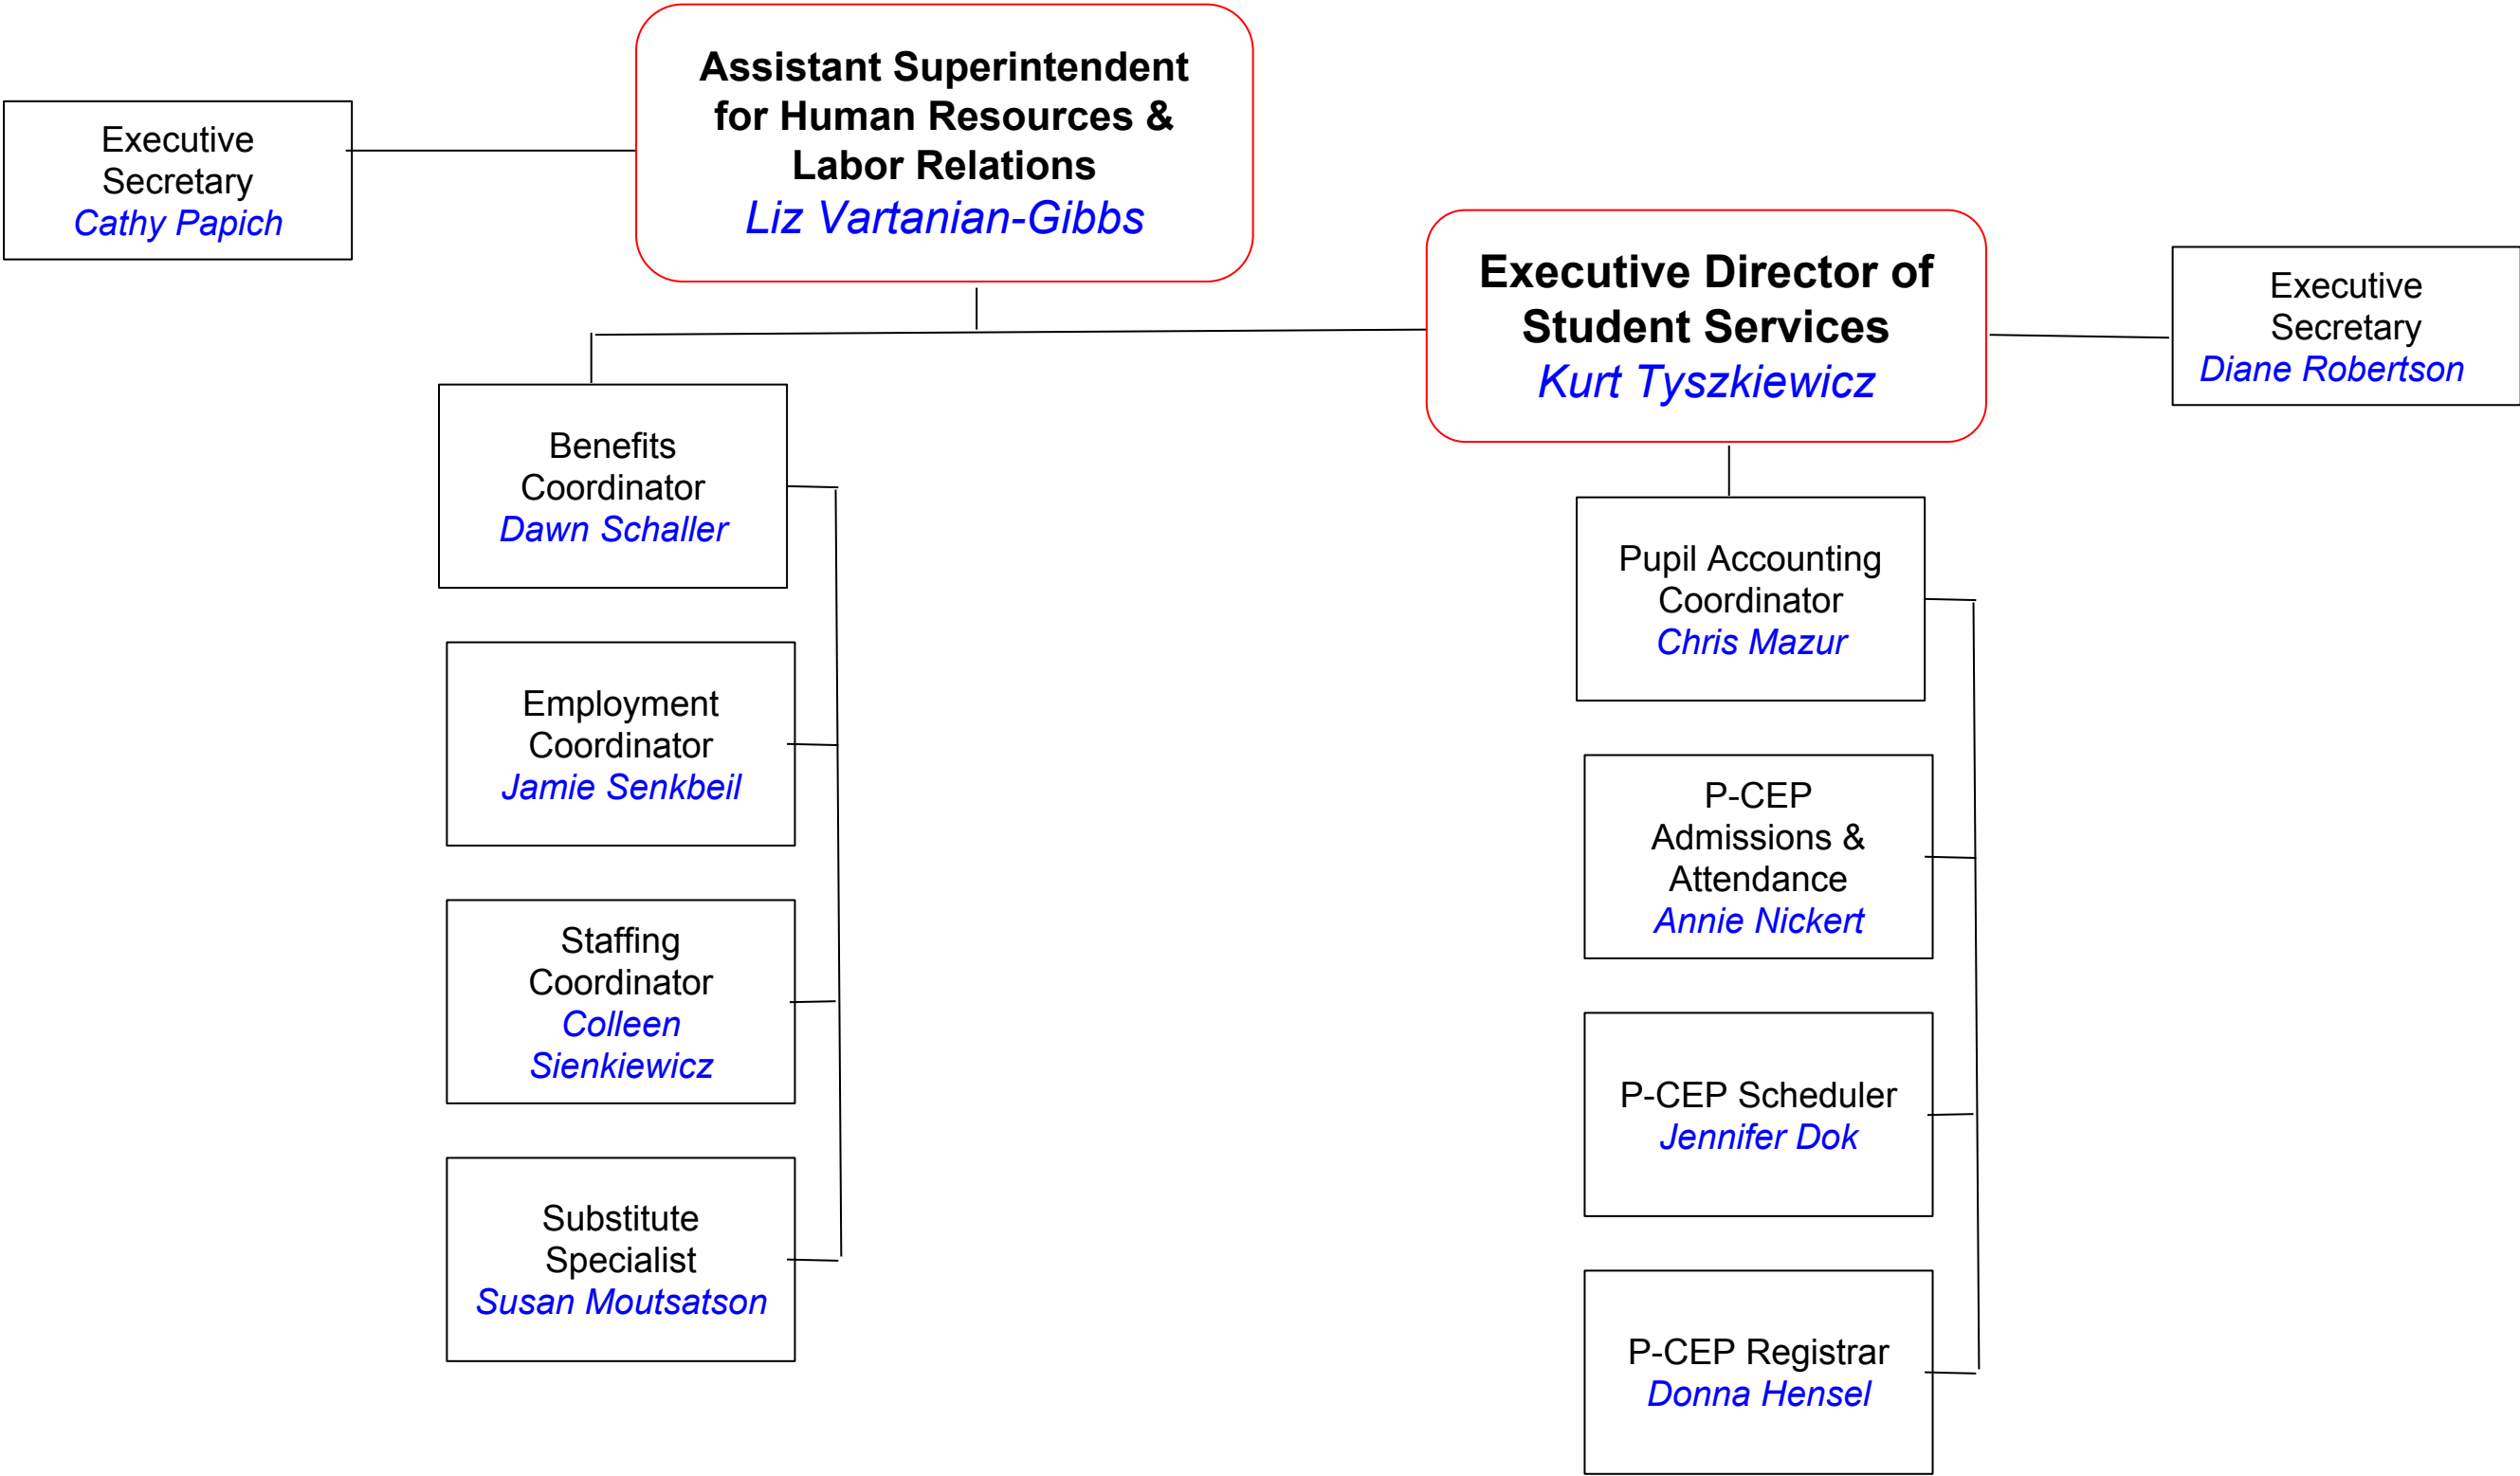 Assistant Superintendent
for Human Resources &
Labor Relations
Liz Vartanian-Gibbs
Executive
Secretary
Cathy Papich
Executive Director of
Student Services
Kurt Tyszkiewicz
Executive
Secretary
Diane Robertson
Benefits
Coordinator
Dawn Schaller
Employment
Coordinator
Jamie Senkbeil
Staffing
Coordinator
Colleen
Sienkiewicz
Substitute
Specialist
Susan Moutsatson
Pupil Accounting
Coordinator
Chris Mazur
P-CEP
Admissions &
Attendance
Annie Nickert
P-CEP Scheduler
Jennifer Dok
P-CEP Registrar
Donna Hensel